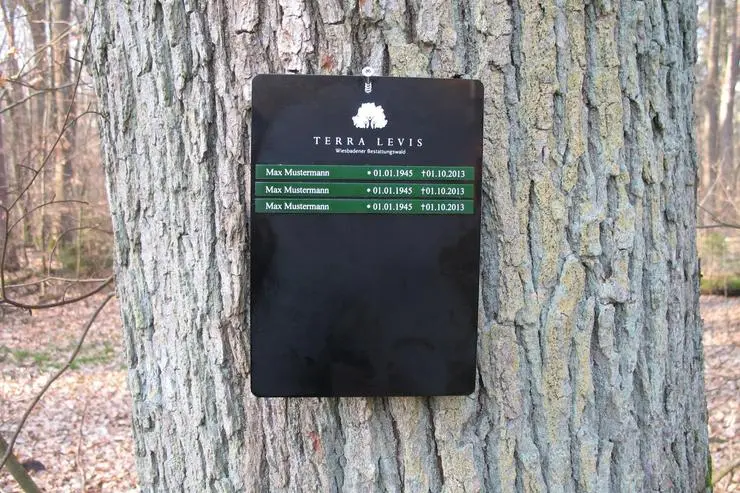 TERRA LEVIS
Wiesbadener Bestattungswald
Max Mustermann • 01.01.1945 †01.10.2013
Max Mustermann • 01.01.1945 †01.10.2013
Max Mustermann • 01.01.1945 †01.10.2013